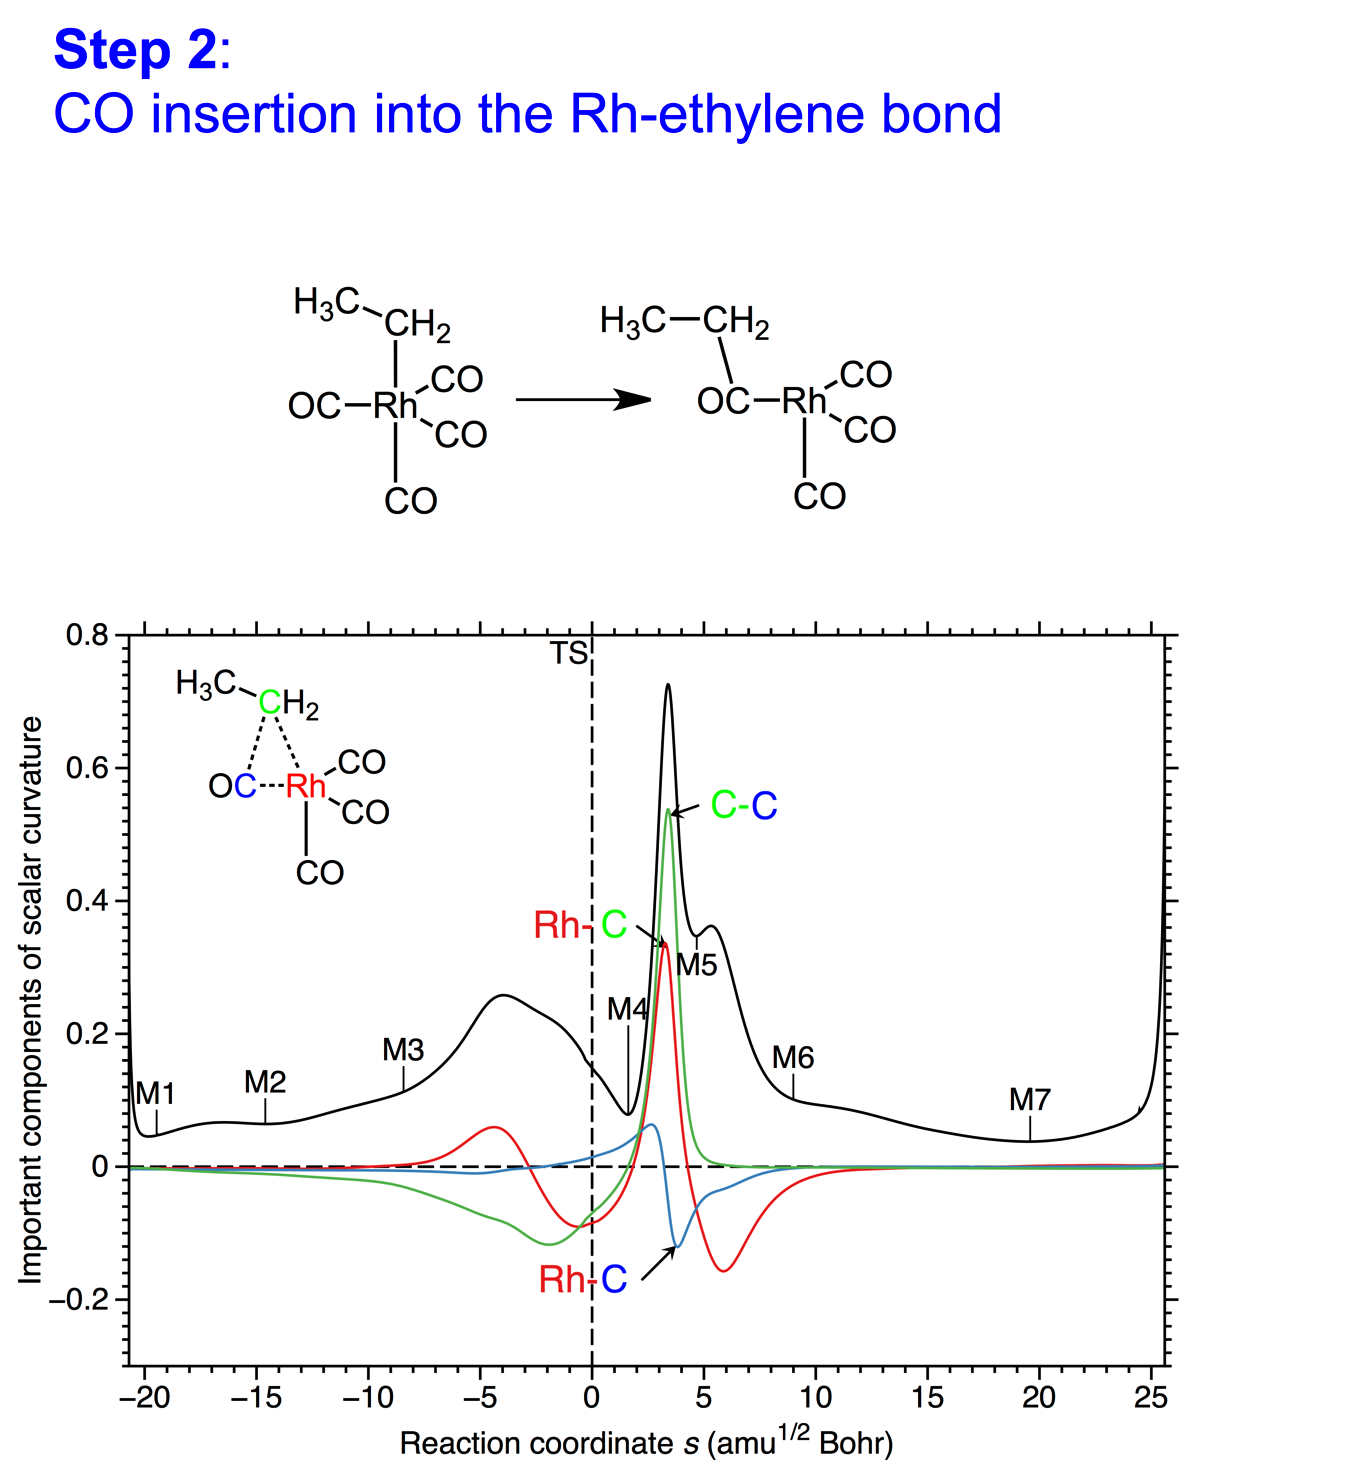 Step 2:
CO insertion into the Rh-ethylene bond
H3C
CH2
CO
OC
Rh
CO
CO
H3C
CH2
CO
OC
Rh
CO
CO
0.8
0.6
0.4
0.2
0
−0.2
Important components of scalar curvature
TS
H3C
CH2
CO
OC
Rh
CO
CO
C-C
Rh-C
M5
M4
M3
M2
M1
M6
M7
Rh-C
−20
−15
−10
−5
0
5
10
15
20
25
Reaction coordinate s (amu1/2 Bohr)